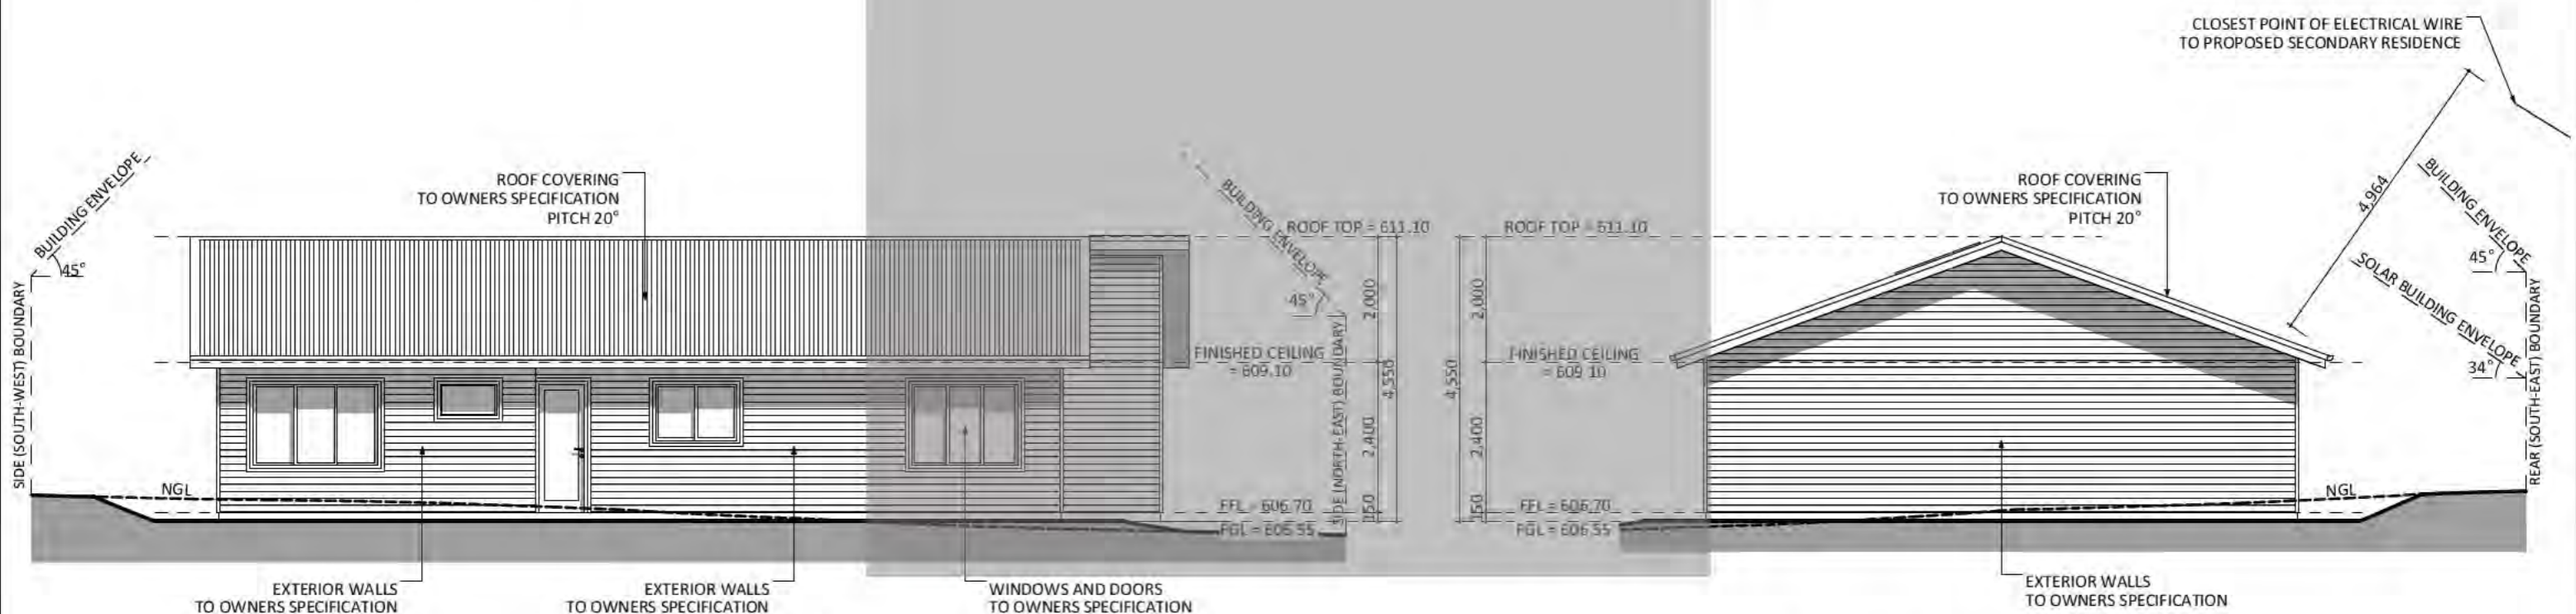 CLOSEST POINT OF ELECTRICAL WIRE
TO PROPOSED SECONDARY RESIDENCE
BUILDING ENVELOPE
45°
SIDE (SOUTH-WEST) BOUNDARY
NGL
ROOF COVERING
TO OWNERS SPECIFICATION
PITCH 20°
BUILDING ENVELOPE
45°
SIDE (NORTH-EAST) BOUNDARY
ROOF TOP = 611.10
FINISHED CEILING
= 609.10
FFL = 606.70
FGL = 606.55
2,000
2,400
150
4,550
EXTERIOR WALLS
TO OWNERS SPECIFICATION
EXTERIOR WALLS
TO OWNERS SPECIFICATION
WINDOWS AND DOORS
TO OWNERS SPECIFICATION
ROOF TOP = 611.10
FINISHED CEILING
= 609.10
FFL = 606.70
FGL = 606.55
4,550
2,000
2,400
150
ROOF COVERING
TO OWNERS SPECIFICATION
PITCH 20°
4,964
BUILDING ENVELOPE
45°
SOLAR BUILDING ENVELOPE
34°
REAR (SOUTH-EAST) BOUNDARY
NGL
EXTERIOR WALLS
TO OWNERS SPECIFICATION